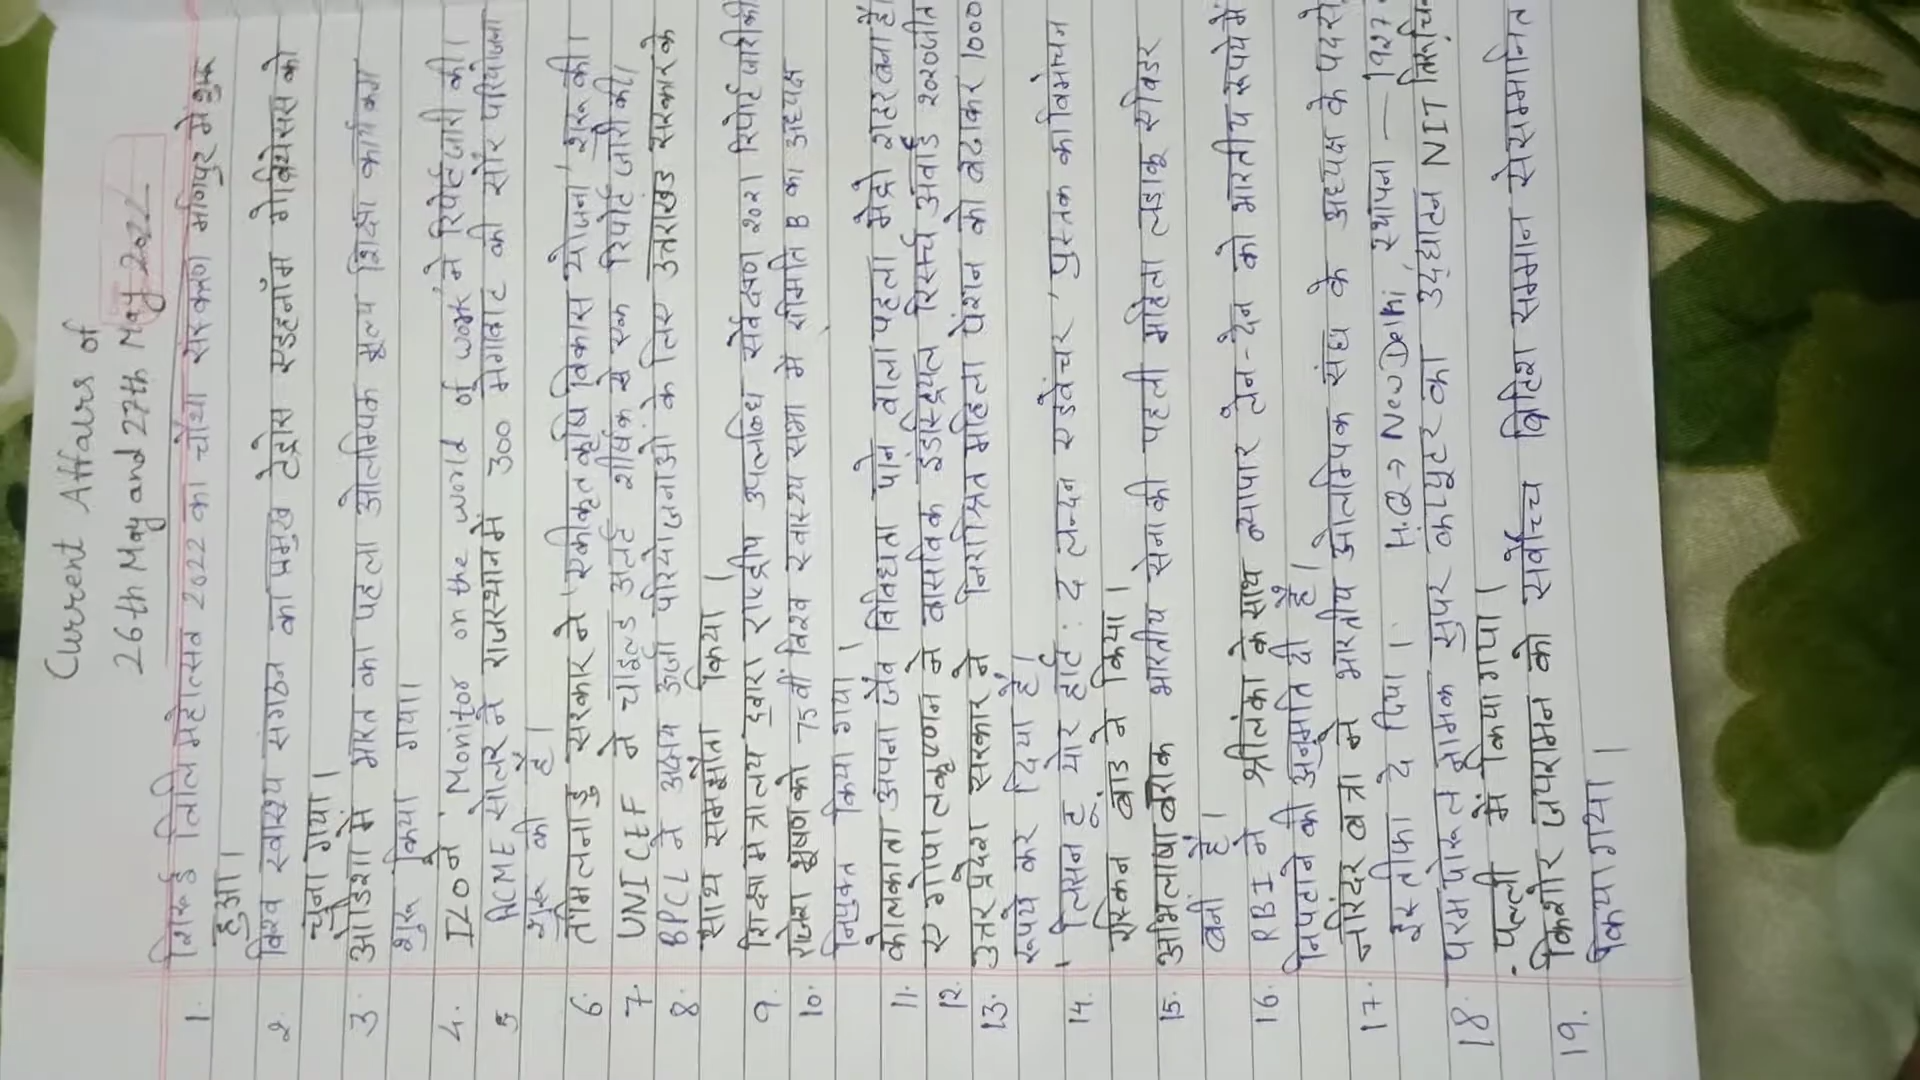 Current Affairs of
26th May and 27th May 2022
1. शिरूई लिलि महोत्सव 2022 का चौथा संस्करण मणिपुर में शुरू
हुआ।
2. विश्व स्वास्थ्य संगठन का प्रमुख टेड्रोस एडहनॉम गेब्रियेसस को
चुना गया।
3. ओडिशा में भारत का पहला ओलम्पिक मूल्य शिक्षा कार्यक्रम
शुरू किया गया।
4. ILO ने 'Monitor on the world of work' ने रिपोर्ट जारी की।
5 ACME सोलर ने राजस्थान में 300 मेगावाट की सौर परियोजना
शुरू की है।
6. तमिलनाडु सरकार ने 'एकीकृत कृषि विकास योजना' शुरू की।
7. UNICEF ने चाइल्ड अलर्ट शीर्षक से एक रिपोर्ट जारी की।
8. BPCL ने अक्षय ऊर्जा परियोजनाओं के लिए उत्तराखंड सरकार के
साथ समझौता किया।
9. शिक्षा मंत्रालय द्वारा राष्ट्रीय उपलब्धि सर्वेक्षण 2021 रिपोर्ट जारी की
10. राजेश भूषण को 75वीं विश्व स्वास्थ्य सभा में समिति B का अध्यक्ष
नियुक्त किया गया।
11. कोलकाता अपना जैव विविधता पाने वाला पहला मेट्रो शहर बना है।
12. ए गोपालकृष्णन ने वासविक इंडस्ट्रियल रिसर्च अवार्ड 2020 जीत
13. उत्तर प्रदेश सरकार ने निराश्रित महिला पेंशन को बढाकर 1000
रूपये कर दिया है।
14. 'लिसन टू योर हार्ट: द लन्दन एडवेंचर' पुस्तक का विमोचन
रस्किन बांड ने किया।
15. अभिलाषा बराक भारतीय सेना की पहली महिला लडाकू एविडर
बनी है।
16. RBI ने श्रीलंका के साथ व्यापार लेन-देन को भारतीय रूपये में
निपटाने की अनुमति दी है।
17. नरिंदर बत्रा ने भारतीय ओलम्पिक संघ के अध्यक्ष के पद से
इस्तीफा दे दिया। H.Q → New Delhi स्थापना — 1927.
18. परम पोरूल नामक सुपर कंप्यूटर का उद्घाटन NIT तिरूचि
पल्ली में किया गया।
19. किशोर जयरामन को सर्वोच्च ब्रिटिश सम्मान से सम्मानित
किया गया।